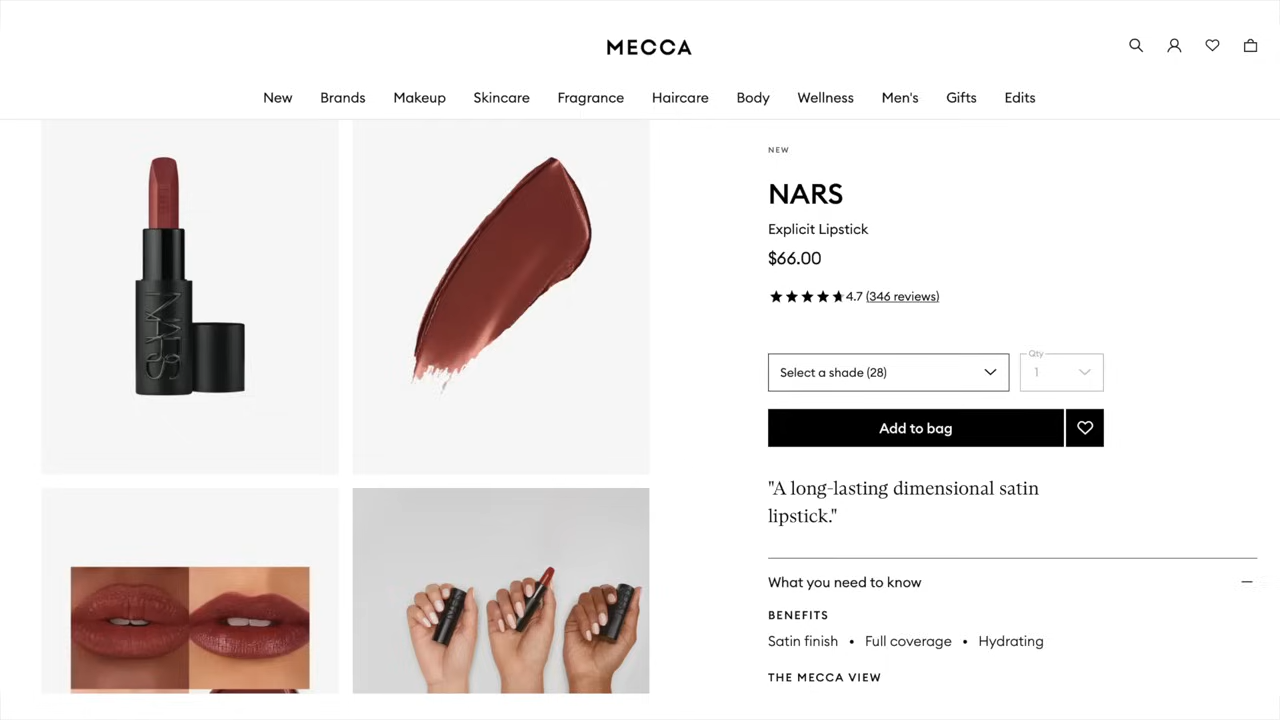 MECCA
New Brands Makeup Skincare Fragrance Haircare Body Wellness Men's Gifts Edits
NARS
NEW
NARS
Explicit Lipstick
$66.00
4.7 (346 reviews)
Select a shade (28)
Qty
1
Add to bag
"A long-lasting dimensional satin
lipstick."
What you need to know
BENEFITS
Satin finish • Full coverage • Hydrating
THE MECCA VIEW